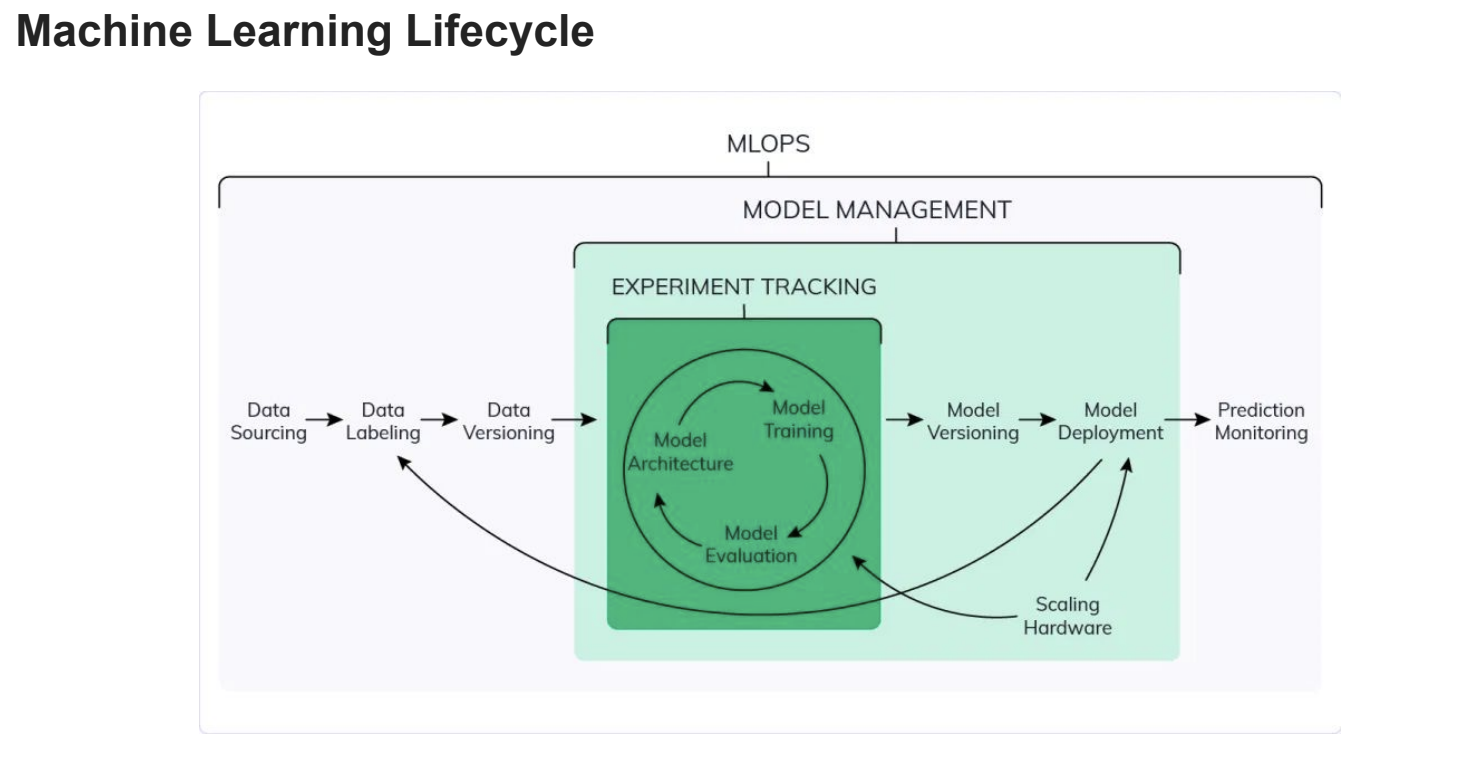 Machine Learning Lifecycle
MLOPS
MODEL MANAGEMENT
EXPERIMENT TRACKING
Data
Sourcing
Data
Labeling
Data
Versioning
Model
Architecture
Model
Training
Model
Evaluation
Model
Versioning
Model
Deployment
Prediction
Monitoring
Scaling
Hardware